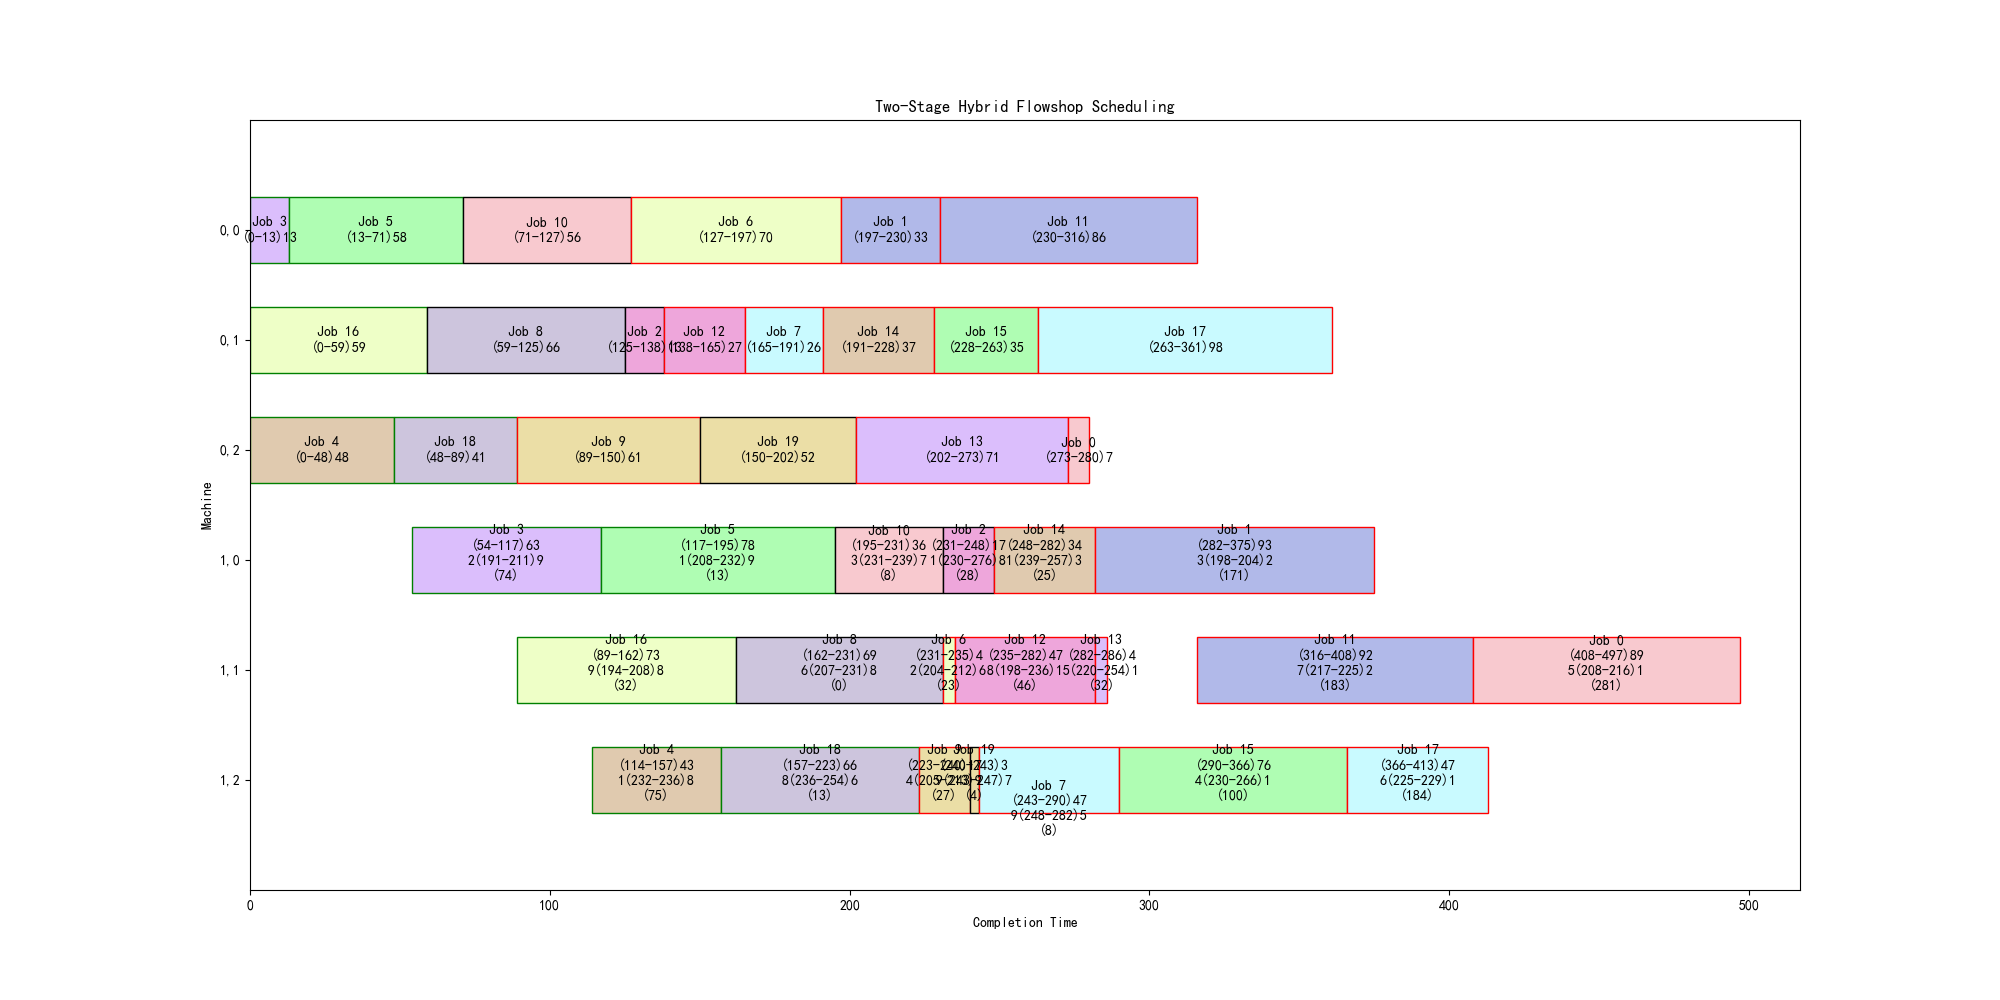 Two-Stage Hybrid Flowshop Scheduling
0,0
Job 3
(0-13)13
Job 5
(13-71)58
Job 10
(71-127)56
Job 6
(127-197)70
Job 1
(197-230)33
Job 11
(230-316)86
0,1
Job 16
(0-59)59
Job 8
(59-125)66
Job 2
(125-138)13
Job 12
(138-165)27
Job 7
(165-191)26
Job 14
(191-228)37
Job 15
(228-263)35
Job 17
(263-361)98
0,2
Job 4
(0-48)48
Job 18
(48-89)41
Job 9
(89-150)61
Job 19
(150-202)52
Job 13
(202-273)71
Job 0
(273-280)7
Machine
1,0
Job 3
(54-117)63
2(191-211)9
(74)
Job 5
(117-195)78
1(208-232)9
(13)
Job 10
(195-231)36
3(231-239)7
(8)
Job 2
(231-248)17
1(230-276)8
(28)
Job 14
(248-282)34
1(239-257)3
(25)
Job 1
(282-375)93
3(198-204)2
(171)
1,1
Job 16
(89-162)73
9(194-208)8
(32)
Job 8
(162-231)69
6(207-231)8
(0)
Job 6
(231-235)4
2(204-212)6
(23)
Job 12
(235-282)47
8(198-236)15
(46)
Job 13
(282-286)4
(220-254)1
(32)
Job 11
(316-408)92
7(217-225)2
(183)
Job 0
(408-497)89
5(208-216)1
(281)
1,2
Job 4
(114-157)43
1(232-236)8
(75)
Job 18
(157-223)66
8(236-254)6
(13)
Job 9
(223-240)17
(27)
Job 19
(240-243)3
(4)
Job 7
(243-290)47
9(248-282)5
(8)
Job 15
(290-366)76
4(230-266)1
(100)
Job 17
(366-413)47
6(225-229)1
(184)
0
100
200
300
400
500
Completion Time